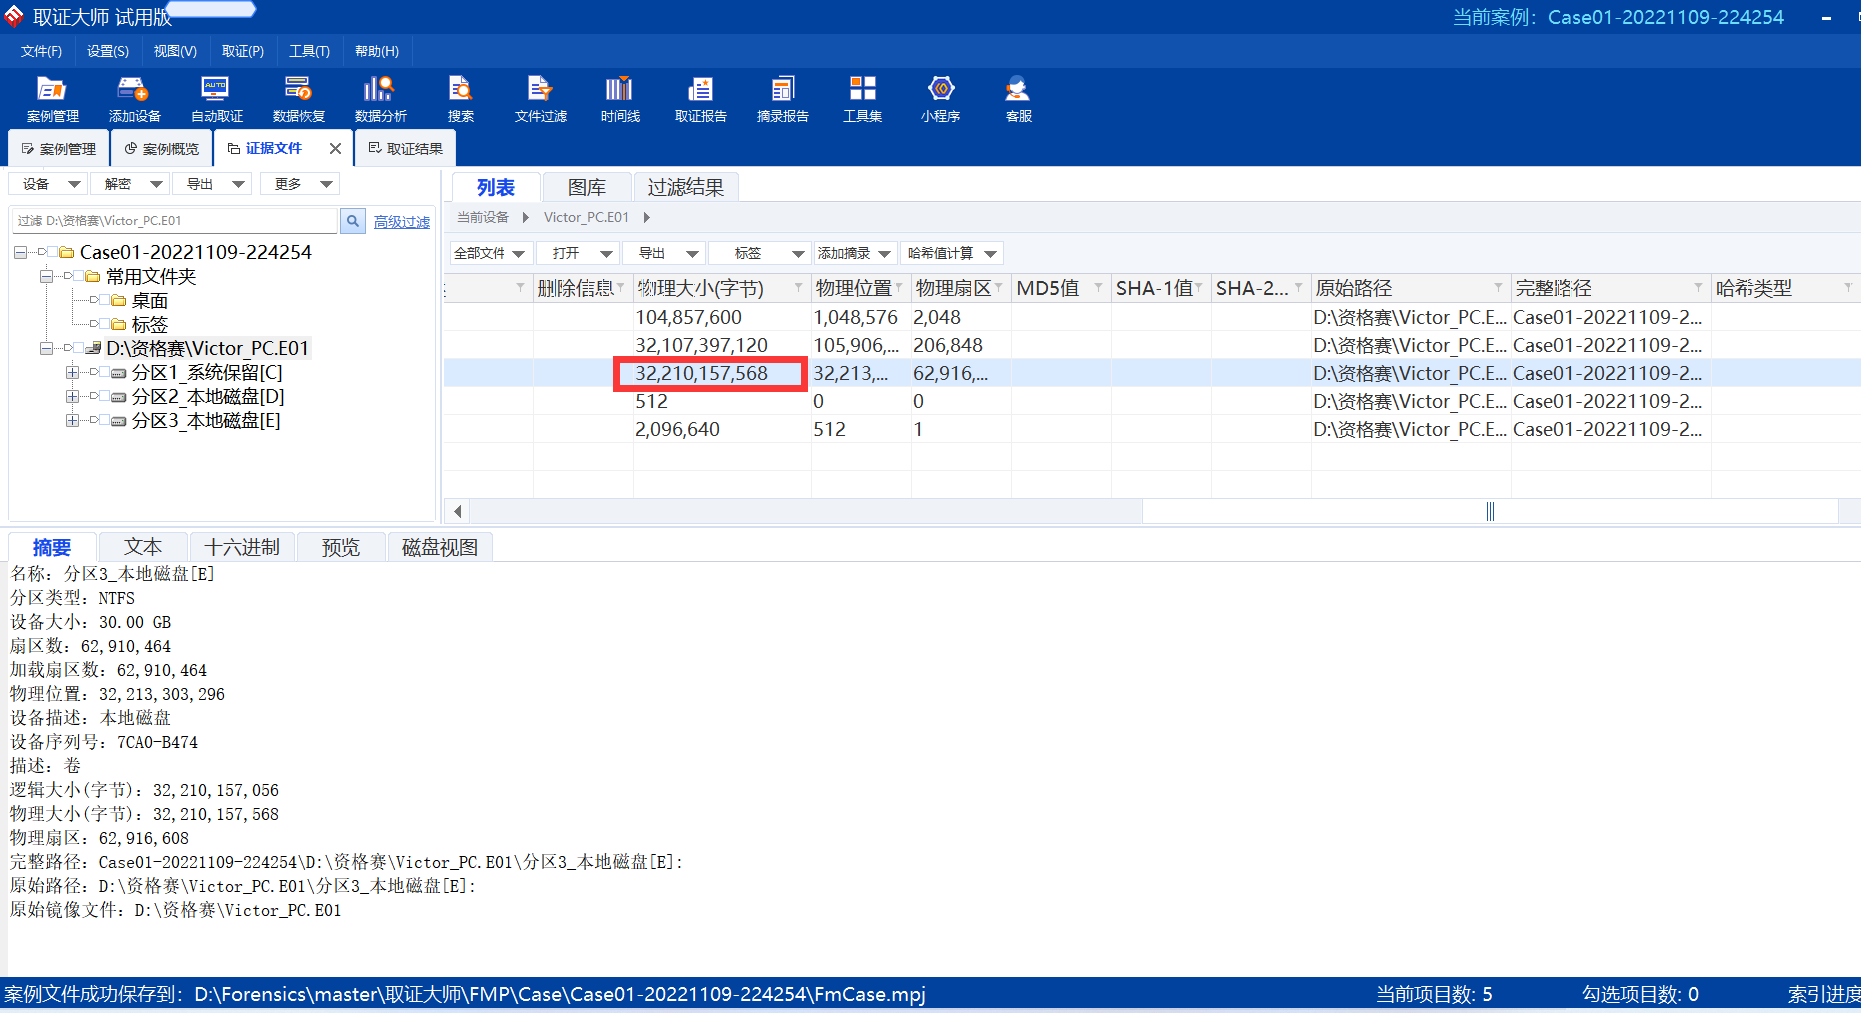 取证大师 试用版
当前案例：Case01-20221109-224254
文件(F) 设置(S) 视图(V) 取证(P) 工具(T) 帮助(H)
案例管理 添加设备 自动取证 数据恢复 数据分析 搜索 文件过滤 时间线 取证报告 摘录报告 工具集 小程序 客服
案例管理 案例概览 证据文件 取证结果
设备 解密 导出 更多
过滤 D:\资格赛\Victor_PC.E01 高级过滤
Case01-20221109-224254
常用文件夹
桌面
标签
D:\资格赛\Victor_PC.E01
分区1_系统保留[C]
分区2_本地磁盘[D]
分区3_本地磁盘[E]
列表 图库 过滤结果
当前设备 Victor_PC.E01
全部文件 打开 导出 标签 添加摘录 哈希值计算
删除信息 物理大小(字节) 物理位置 物理扇区 MD5值 SHA-1值 SHA-2... 原始路径 完整路径 哈希类型
104,857,600 1,048,576 2,048 D:\资格赛\Victor_PC.E... Case01-20221109-2...
32,107,397,120 105,906,... 206,848 D:\资格赛\Victor_PC.E... Case01-20221109-2...
32,210,157,568 32,213,... 62,916,... D:\资格赛\Victor_PC.E... Case01-20221109-2...
512 0 0 D:\资格赛\Victor_PC.E... Case01-20221109-2...
2,096,640 512 1 D:\资格赛\Victor_PC.E... Case01-20221109-2...
摘要 文本 十六进制 预览 磁盘视图
名称：分区3_本地磁盘[E]
分区类型：NTFS
设备大小：30.00 GB
扇区数：62,910,464
加载扇区数：62,910,464
物理位置：32,213,303,296
设备描述：本地磁盘
设备序列号：7CA0-B474
描述：卷
逻辑大小(字节)：32,210,157,056
物理大小(字节)：32,210,157,568
物理扇区：62,916,608
完整路径：Case01-20221109-224254\D:\资格赛\Victor_PC.E01\分区3_本地磁盘[E]:
原始路径：D:\资格赛\Victor_PC.E01\分区3_本地磁盘[E]:
原始镜像文件：D:\资格赛\Victor_PC.E01
案例文件成功保存到：D:\Forensics\master\取证大师\FMP\Case\Case01-20221109-224254\FmCase.mpj
当前项目数: 5 勾选项目数: 0 索引进度